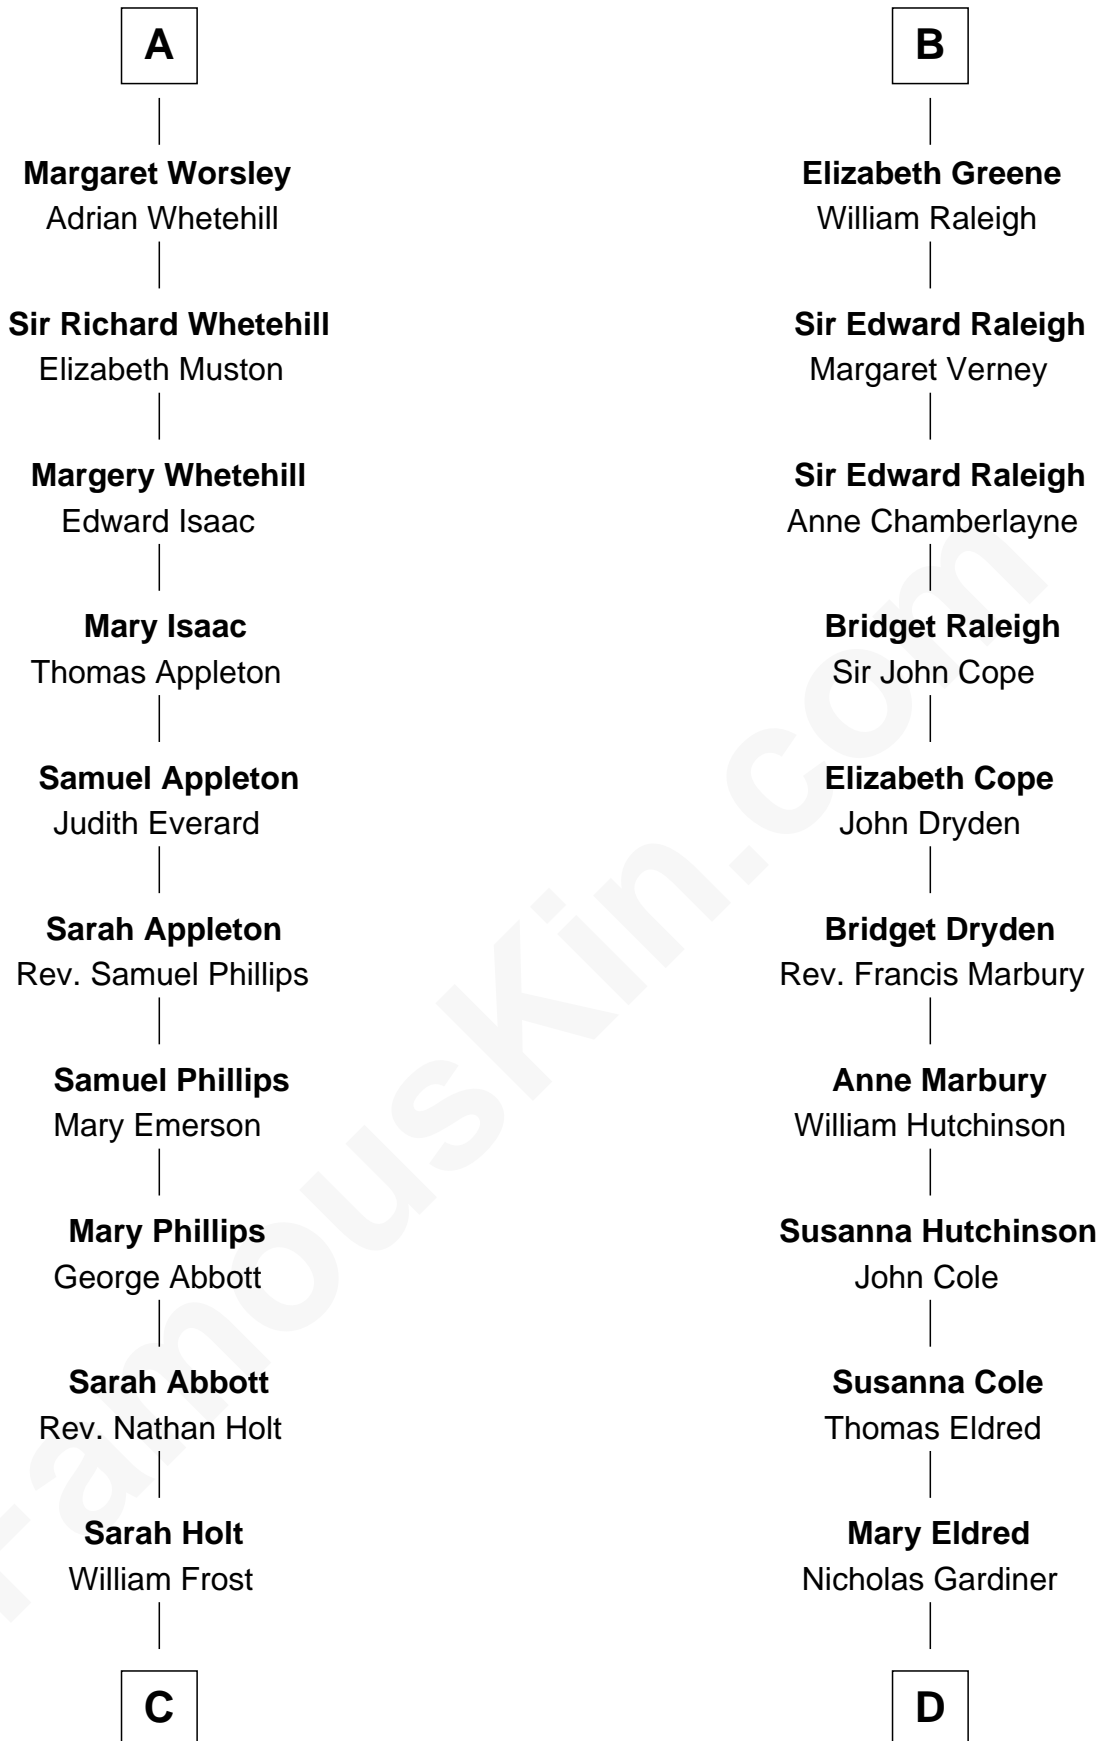 A
Margaret Worsley
Adrian Whetehill
Sir Richard Whetehill
Elizabeth Muston
Margery Whetehill
Edward Isaac
Mary Isaac
Thomas Appleton
Samuel Appleton
Judith Everard
Sarah Appleton
Rev. Samuel Phillips
Samuel Phillips
Mary Emerson
Mary Phillips
George Abbott
Sarah Abbott
Rev. Nathan Holt
Sarah Holt
William Frost
C
B
Elizabeth Greene
William Raleigh
Sir Edward Raleigh
Margaret Verney
Sir Edward Raleigh
Anne Chamberlayne
Bridget Raleigh
Sir John Cope
Elizabeth Cope
John Dryden
Bridget Dryden
Rev. Francis Marbury
Anne Marbury
William Hutchinson
Susanna Hutchinson
John Cole
Susanna Cole
Thomas Eldred
Mary Eldred
Nicholas Gardiner
D
FamousKin.com